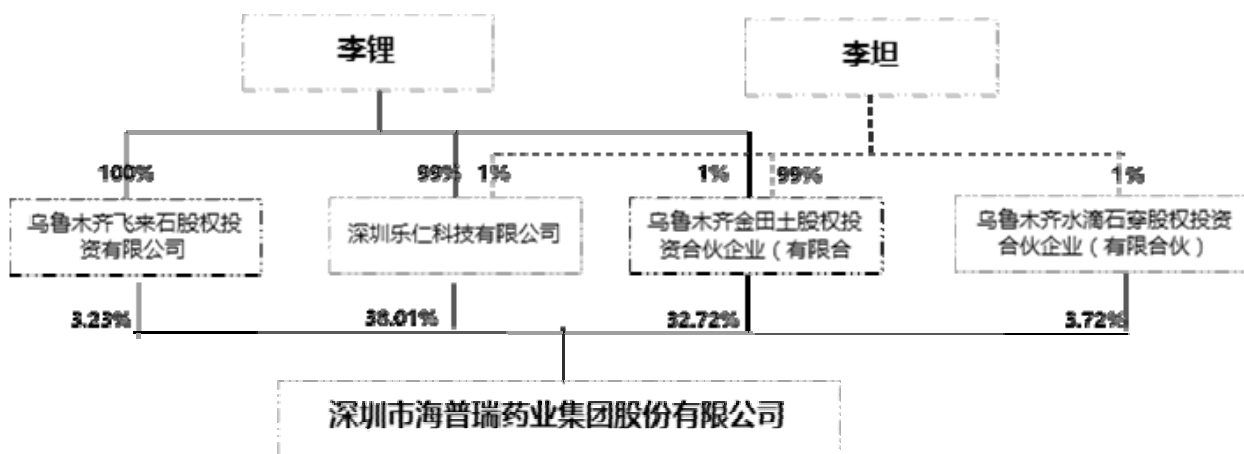 李锂
李坦
100%
99%
1%
1%
99%
1%
乌鲁木齐飞来石股权投
资有限公司
深圳乐仁科技有限公司
乌鲁木齐金田土股权投
资合伙企业（有限合
乌鲁木齐水滴石穿股权投资
合伙企业（有限合伙）
3.23%
38.01%
32.72%
3.72%
深圳市海普瑞药业集团股份有限公司